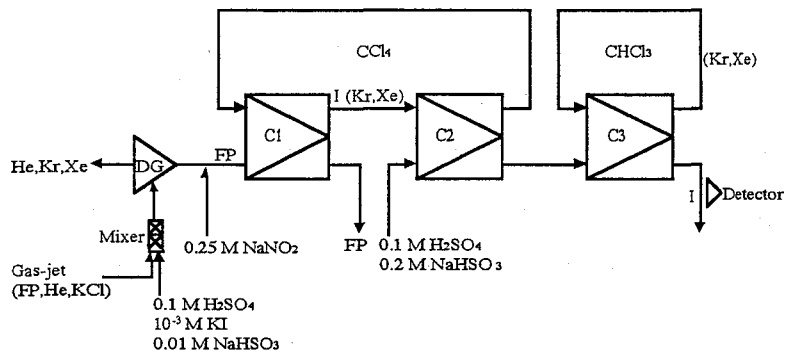 CCl4
CHCl3
(Kr,Xe)
I (Kr,Xe)
C1
C2
C3
He,Kr,Xe
DG
FP
I
Detector
Mixer
0.25 M NaNO2
FP
0.1 M H2SO4
0.2 M NaHSO3
Gas-jet
(FP,He,KCl)
0.1 M H2SO4
10-3 M KI
0.01 M NaHSO3